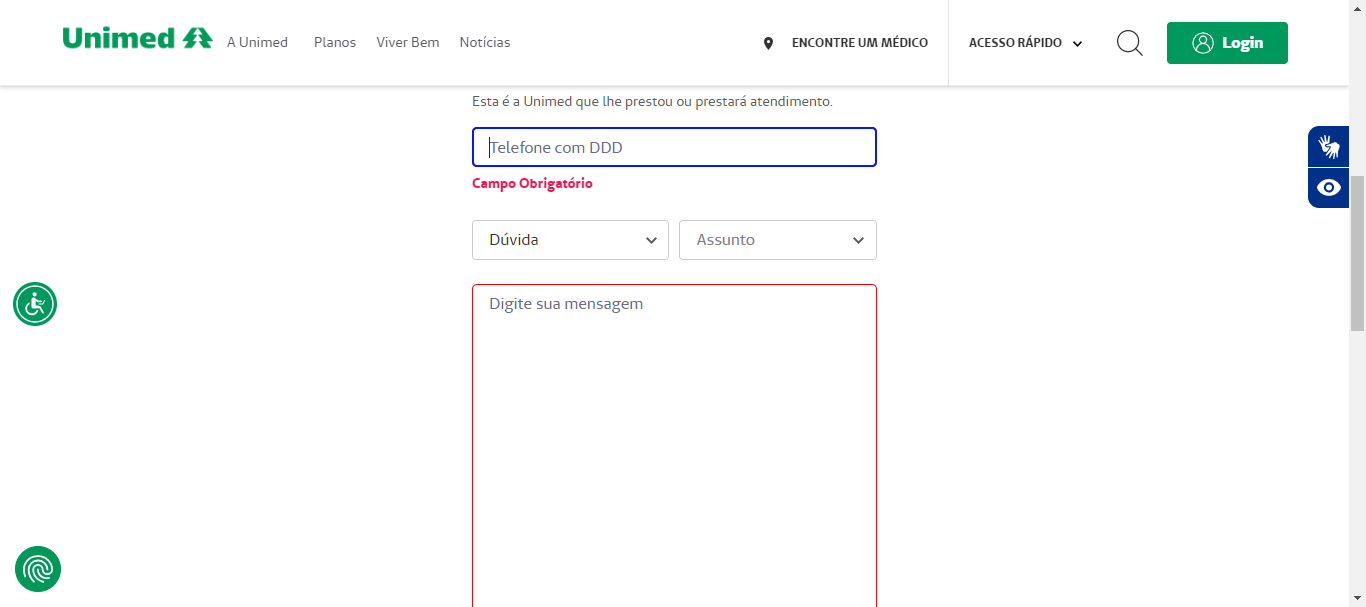 Unimed
A Unimed
Planos
Viver Bem
Notícias
ENCONTRE UM MÉDICO
ACESSO RÁPIDO
Login
Esta é a Unimed que lhe prestou ou prestará atendimento.
Telefone com DDD
Campo Obrigatório
Dúvida
Assunto
Digite sua mensagem